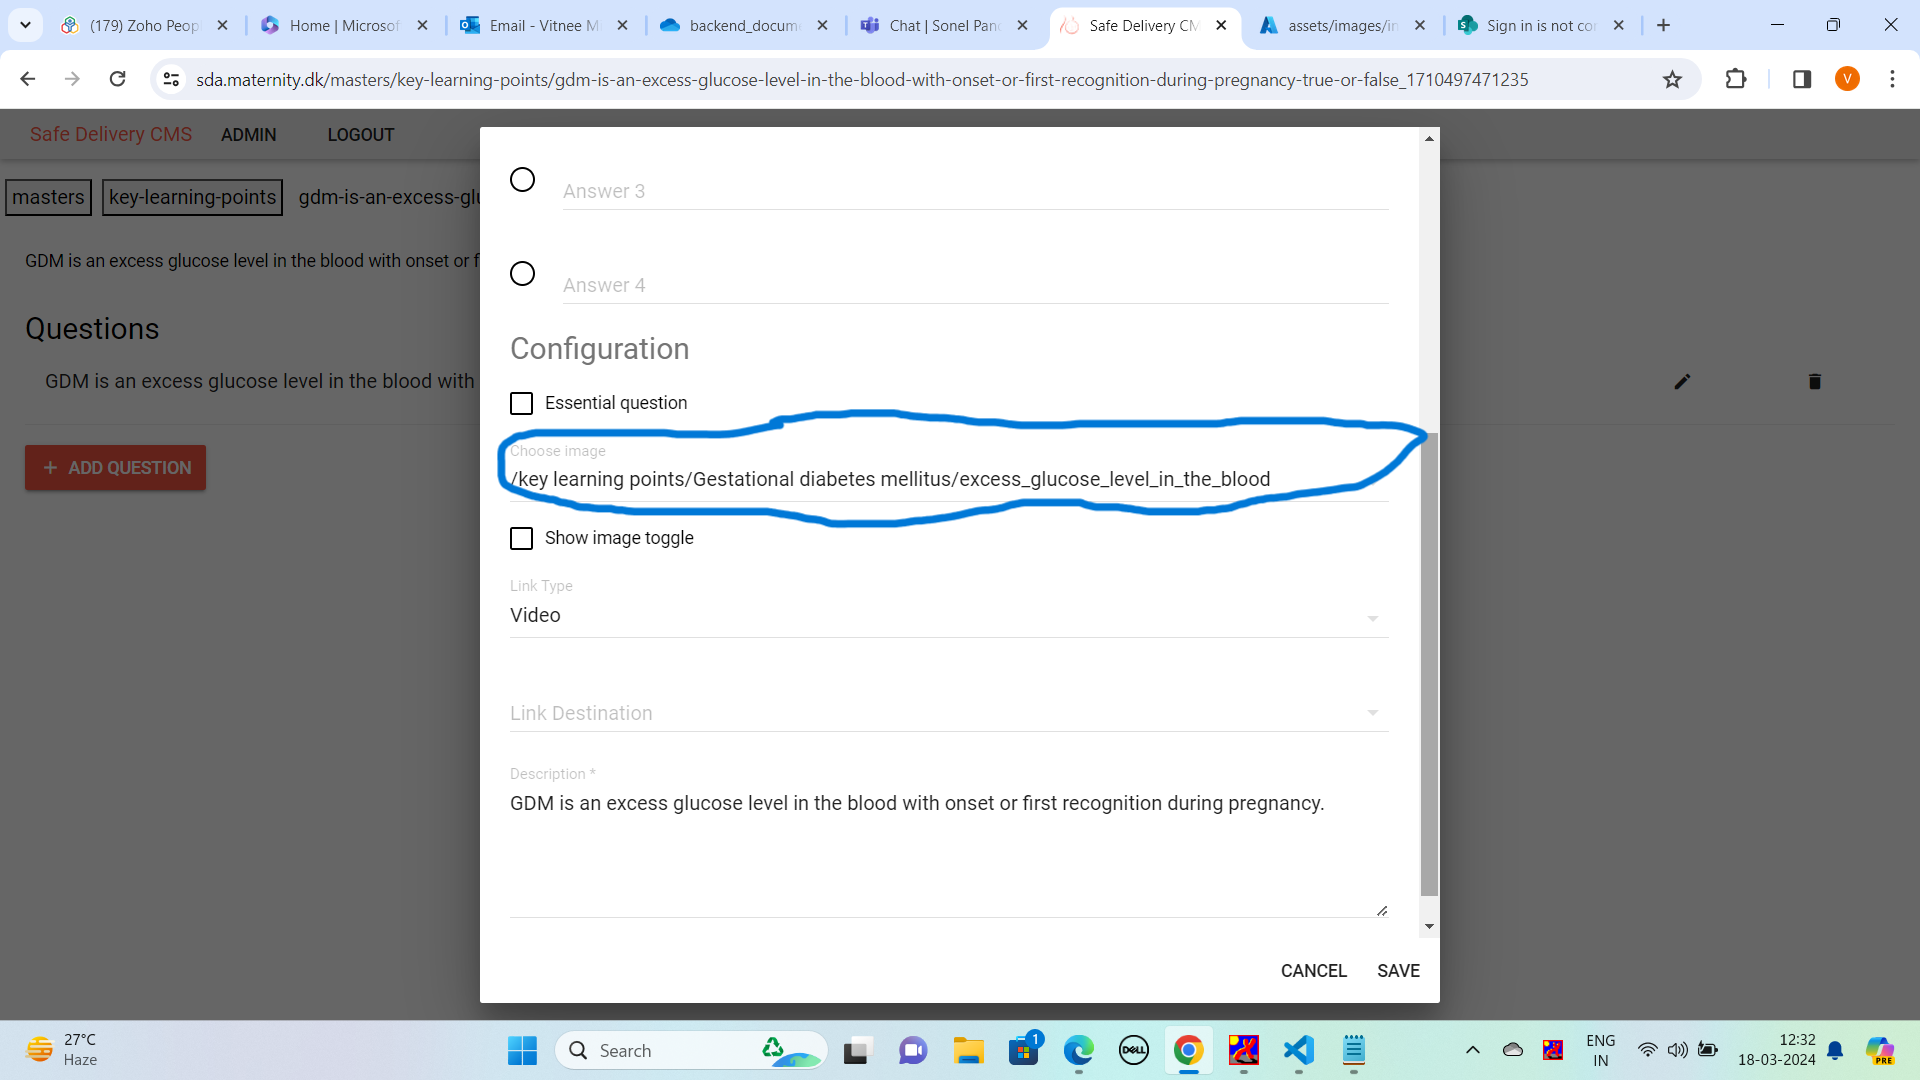 (179) Zoho Peop
Home | Microsof
Email - Vitnee M
backend_docum
Chat | Sonel Pan
Safe Delivery CM
assets/images/in
Sign in is not co
sda.maternity.dk/masters/key-learning-points/gdm-is-an-excess-glucose-level-in-the-blood-with-onset-or-first-recognition-during-pregnancy-true-or-false_1710497471235
V
Safe Delivery CMS
ADMIN
LOGOUT
masters
key-learning-points
gdm-is-an-excess-glu
GDM is an excess glucose level in the blood with onset or f
Questions
GDM is an excess glucose level in the blood with
+ ADD QUESTION
Answer 3
Answer 4
Configuration
Essential question
Choose Image
/key learning points/Gestational diabetes mellitus/excess_glucose_level_in_the_blood
Show image toggle
Link Type
Video
Link Destination
Description *
GDM is an excess glucose level in the blood with onset or first recognition during pregnancy.
CANCEL
SAVE
27°C
Haze
Search
1
DELL
ENG
IN
12:32
18-03-2024
PRE